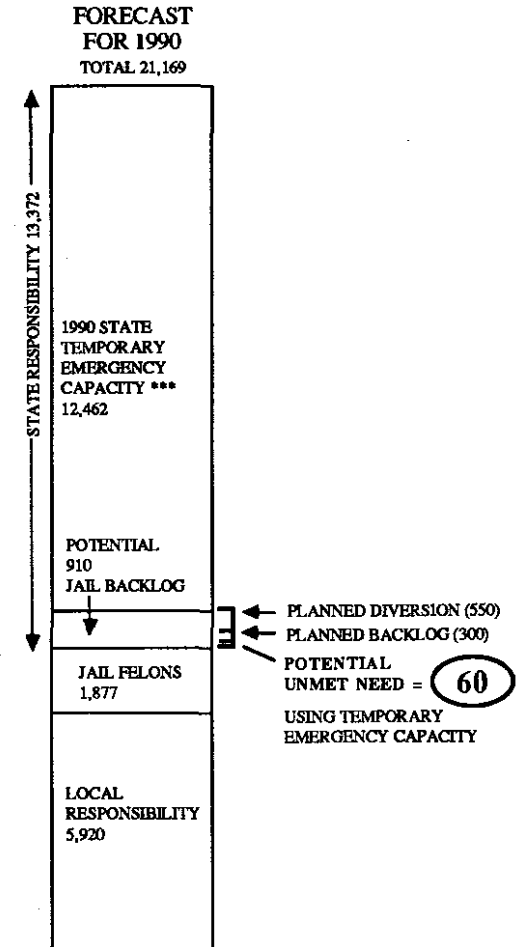 FORECAST
FOR 1990
TOTAL 21,169
STATE RESPONSIBILITY 13,372
1990 STATE
TEMPORARY
EMERGENCY
CAPACITY ***
12,462
POTENTIAL
910
JAIL BACKLOG
PLANNED DIVERSION (550)
PLANNED BACKLOG (300)
POTENTIAL
UNMET NEED = 60
USING TEMPORARY
EMERGENCY CAPACITY
JAIL FELONS
1,877
LOCAL
RESPONSIBILITY
5,920